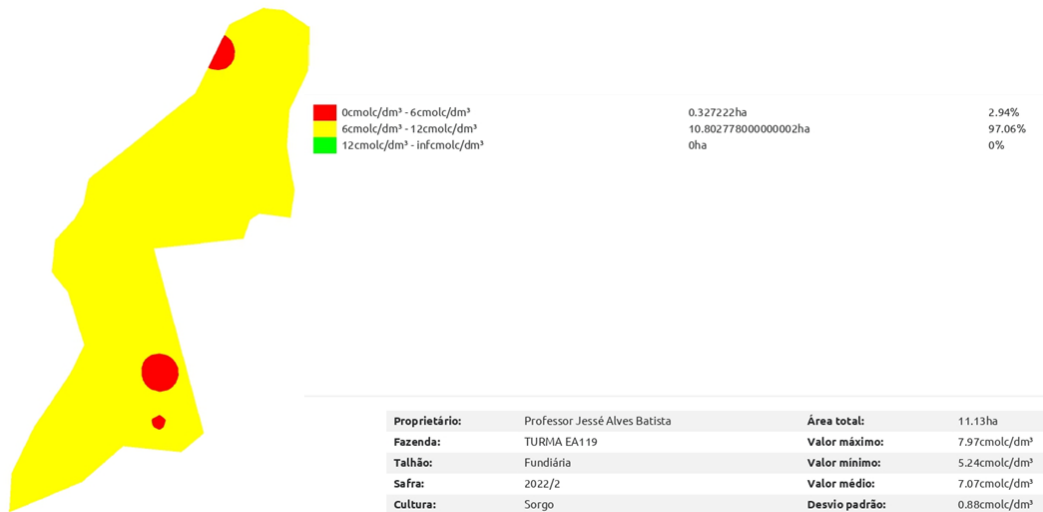 0cmolc/dm³ - 6cmolc/dm³ 0.327222ha 2.94%
6cmolc/dm³ - 12cmolc/dm³ 10.802778000000002ha 97.06%
12cmolc/dm³ - infcmolc/dm³ 0ha 0%
Proprietário: Professor Jessé Alves Batista Área total: 11.13ha
Fazenda: TURMA EA119 Valor máximo: 7.97cmolc/dm³
Talhão: Fundiária Valor mínimo: 5.24cmolc/dm³
Safra: 2022/2 Valor médio: 7.07cmolc/dm³
Cultura: Sorgo Desvio padrão: 0.88cmolc/dm³